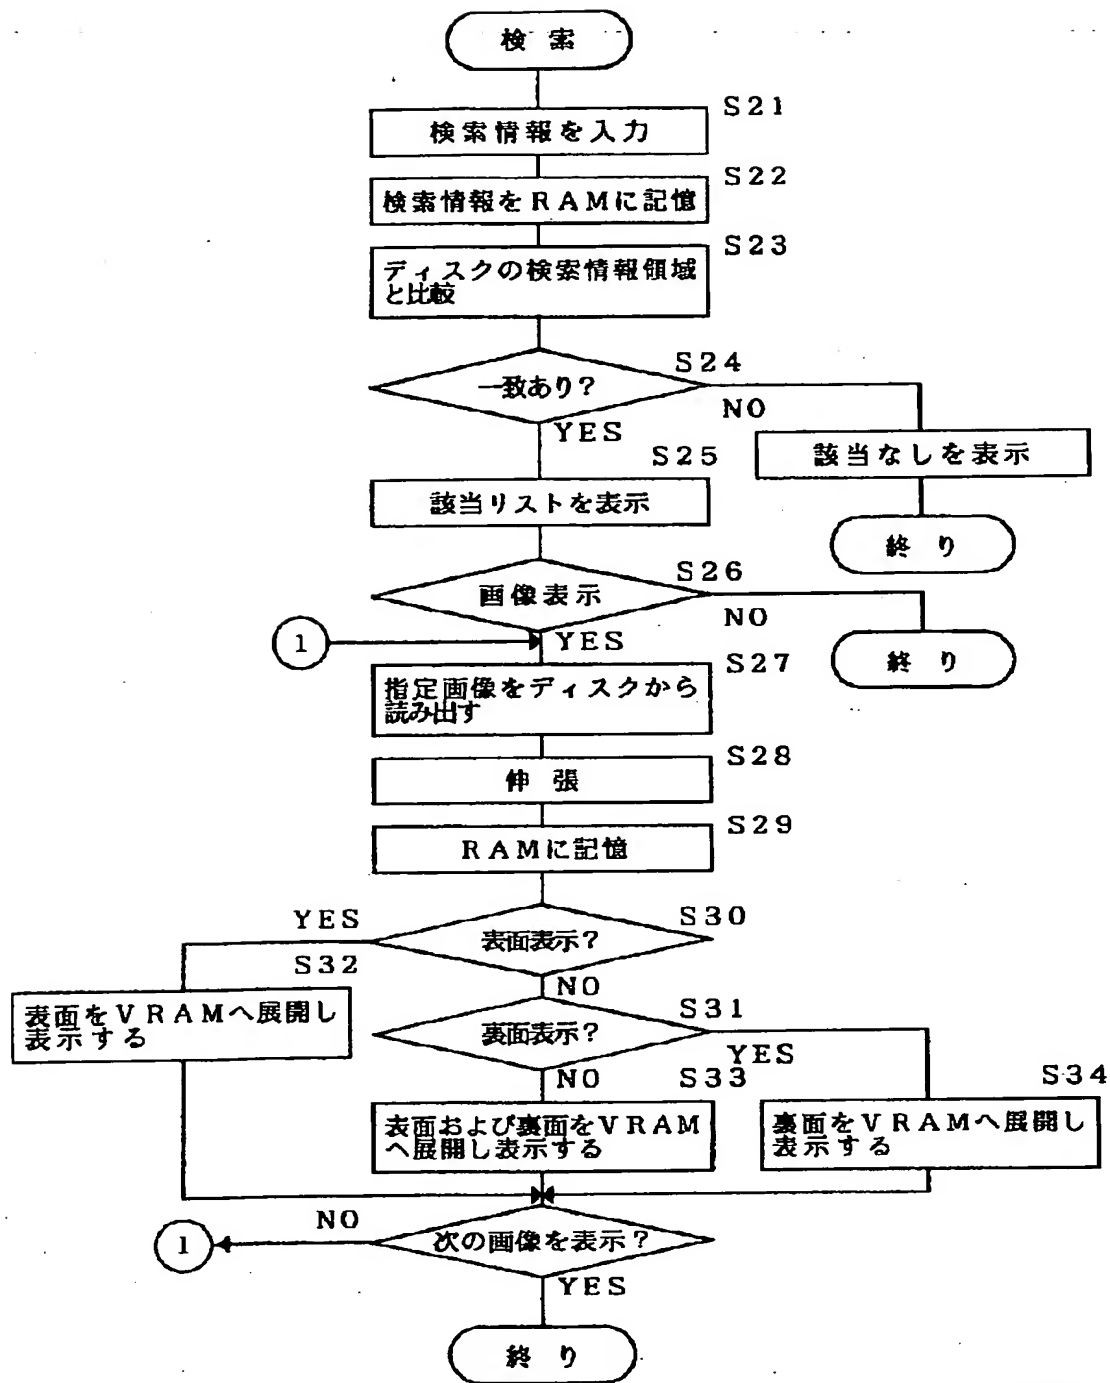 検索
S21
検索情報を入力
S22
検索情報をRAMに記憶
S23
ディスクの検索情報領域
と比較
S24
一致あり?
NO
YES
該当なしを表示
終り
S25
該当リストを表示
S26
画像表示
NO
YES
終り
1
S27
指定画像をディスクから
読み出す
S28
伸張
S29
RAMに記憶
S30
表面表示?
YES
NO
S32
表面をVRAMへ展開し
表示する
S31
裏面表示?
YES
NO
S33
表面および裏面をVRAM
へ展開し表示する
S34
裏面をVRAMへ展開し
表示する
次の画像を表示?
NO
1
YES
終り